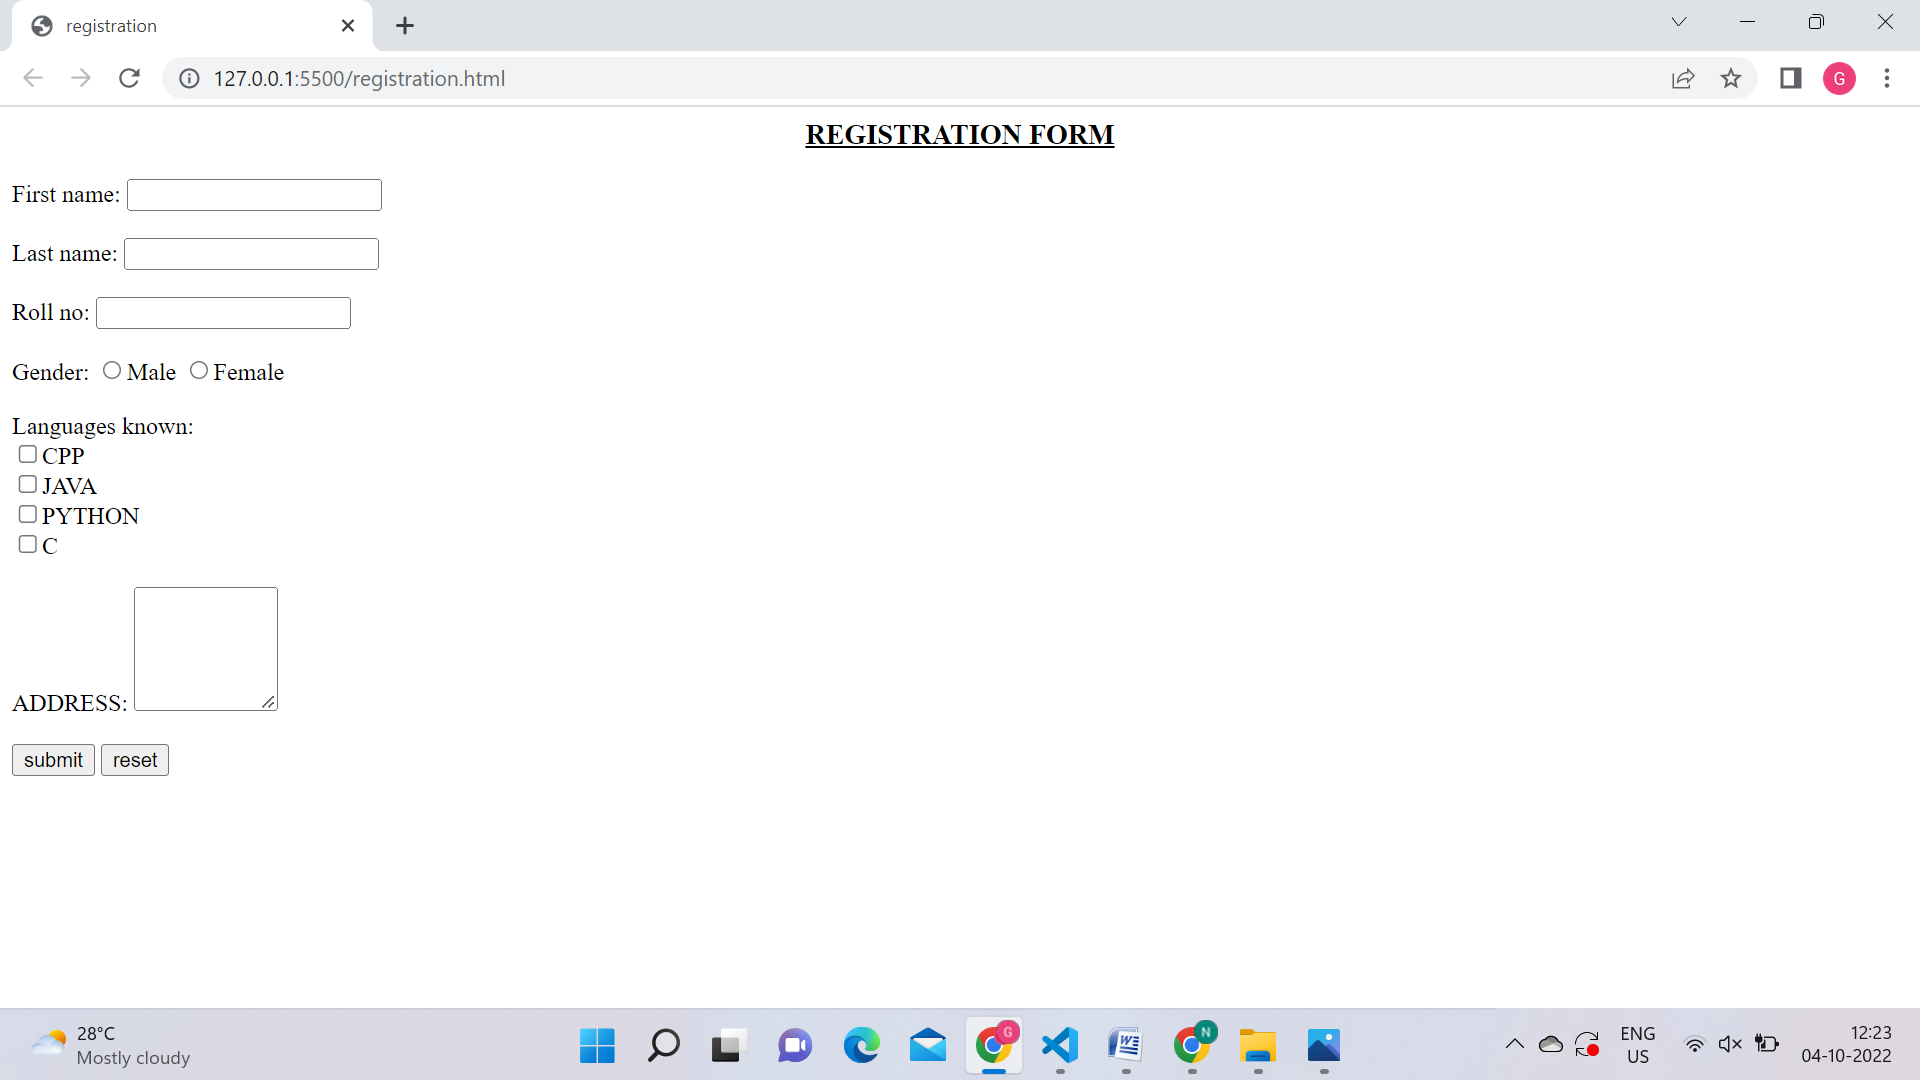 registration
127.0.0.1:5500/registration.html
G
REGISTRATION FORM
First name:
Last name:
Roll no:
Gender: Male Female
Languages known:
CPP
JAVA
PYTHON
C
ADDRESS:
submit reset
28°C
Mostly cloudy
G
W
N
ENG
US
12:23
04-10-2022